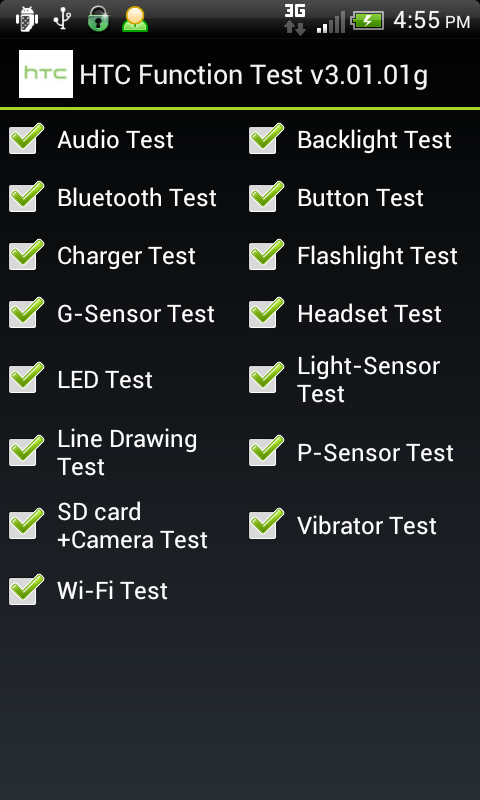 3G 4:55 PM
hTC HTC Function Test v3.01.01g
Audio Test
Backlight Test
Bluetooth Test
Button Test
Charger Test
Flashlight Test
G-Sensor Test
Headset Test
LED Test
Light-Sensor
Test
Line Drawing
Test
P-Sensor Test
SD card
+Camera Test
Vibrator Test
Wi-Fi Test